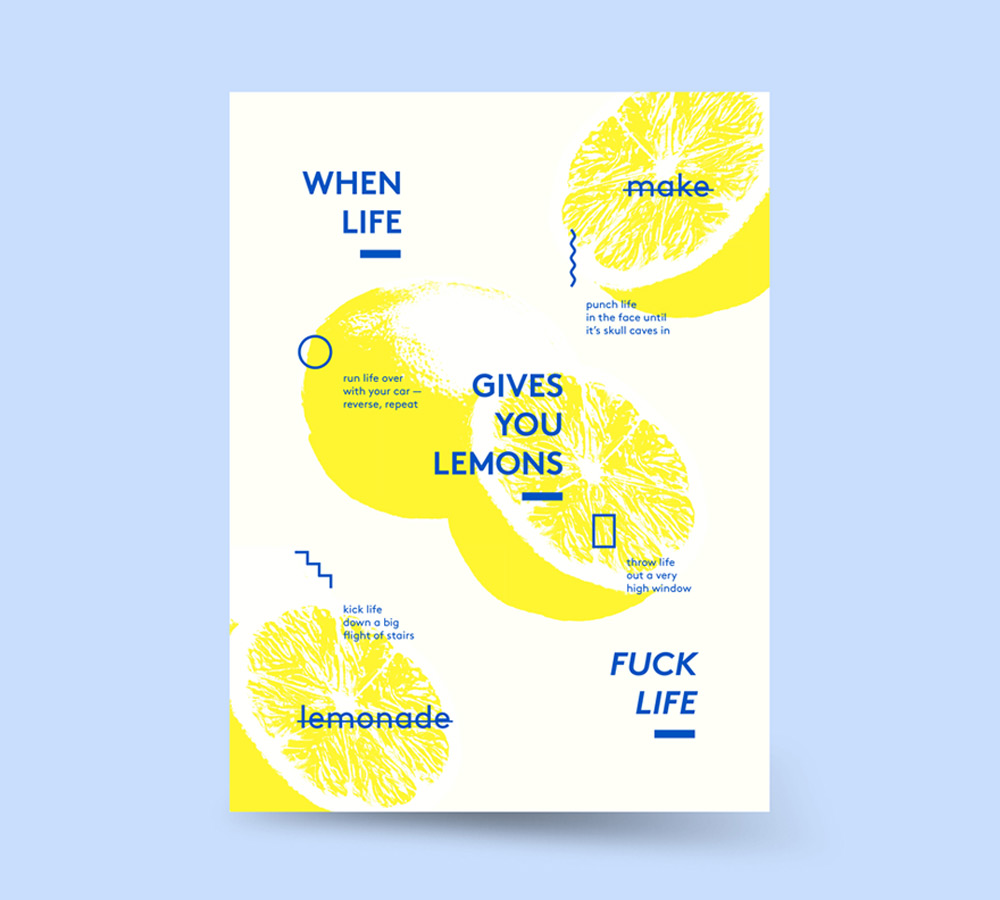 WHEN
LIFE
make
punch life
in the face until
it's skull caves in
run life over
with your car —
reverse, repeat
GIVES
YOU
LEMONS
throw life
out a very
high window
kick life
down a big
flight of stairs
FUCK
LIFE
lemonade